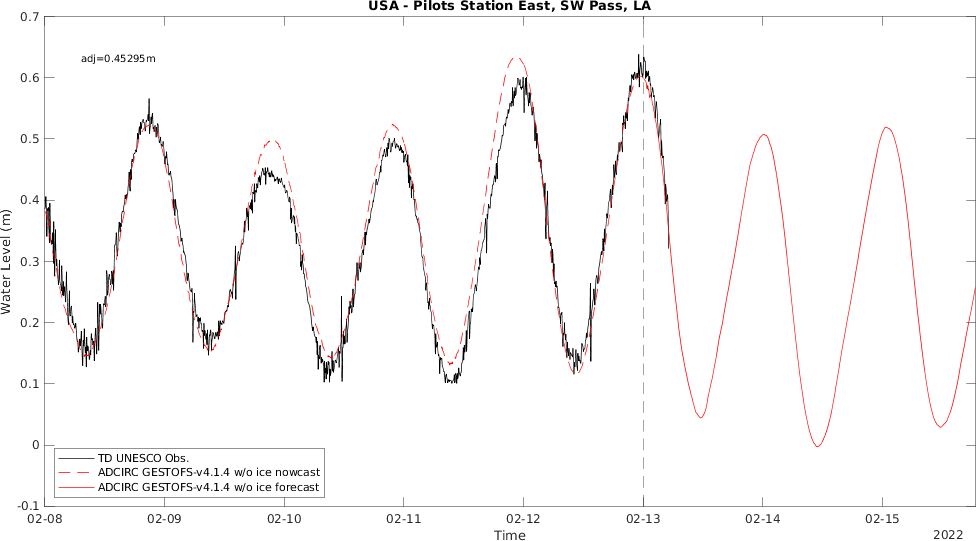 USA - Pilots Station East, SW Pass, LA
adj=0.45295m
0.7
0.6
0.5
0.4
0.3
0.2
0.1
0
-0.1
Water Level (m)
TD UNESCO Obs.
ADCIRC GESTOFS-v4.1.4 w/o ice nowcast
ADCIRC GESTOFS-v4.1.4 w/o ice forecast
02-08 02-09 02-10 02-11 02-12 02-13 02-14 02-15
Time
2022